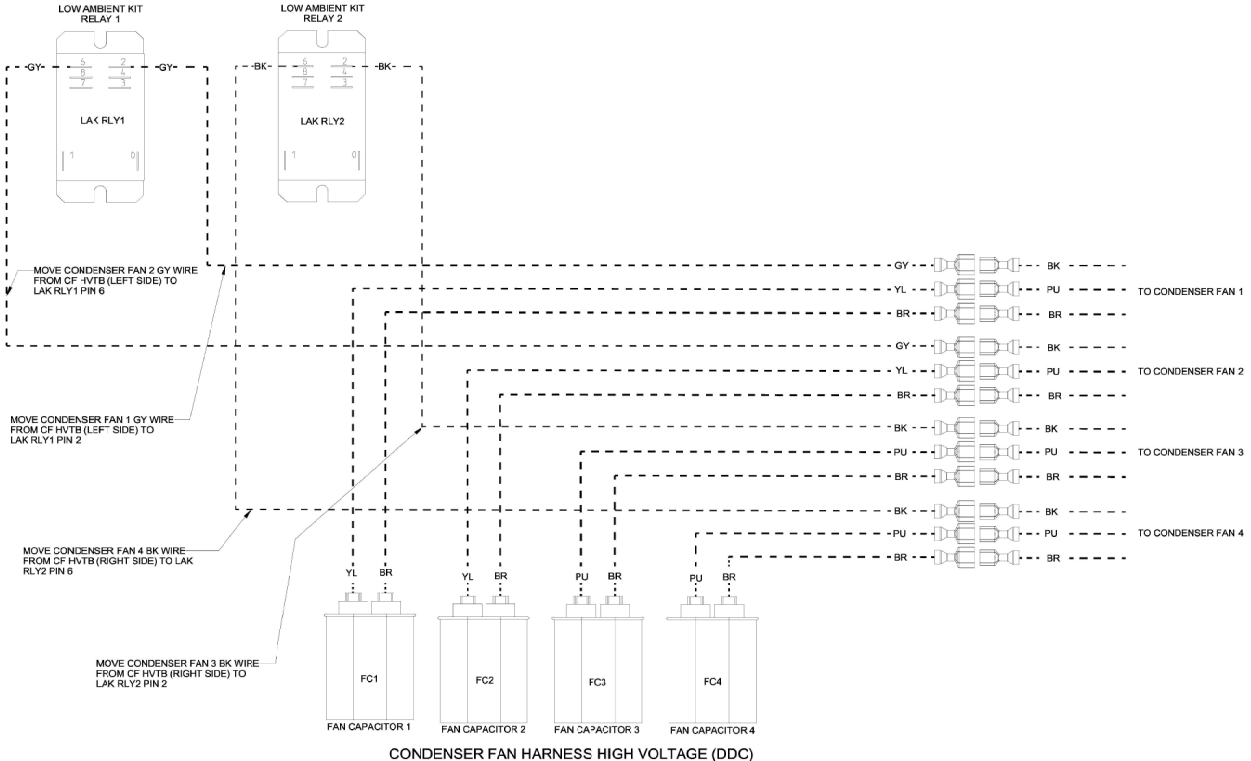 LOW AMBIENT KIT
RELAY 1
LOW AMBIENT KIT
RELAY 2
GY
6 2
8 4
7 3
GY
BK
6 2
8 4
7 3
BK
LAK RLY1
LAK RLY2
1 0
1 0
MOVE CONDENSER FAN 2 GY WIRE
FROM CF HVTB (LEFT SIDE) TO
LAK RLY1 PIN 6
GY BK
YL PU TO CONDENSER FAN 1
BR BR
GY BK
YL PU TO CONDENSER FAN 2
BR BR
MOVE CONDENSER FAN 1 GY WIRE
FROM CF HVTB (LEFT SIDE) TO
LAK RLY1 PIN 2
BK BK
PU PU TO CONDENSER FAN 3
BR BR
BK BK
PU PU TO CONDENSER FAN 4
BR BR
MOVE CONDENSER FAN 4 BK WIRE
FROM CF HVTB (RIGHT SIDE) TO LAK
RLY2 PIN 6
YL BR YL BR PU BR PU BR
MOVE CONDENSER FAN 3 BK WIRE
FROM CF HVTB (RIGHT SIDE) TO
LAK RLY2 PIN 2
FC1 FC2 FC3 FC4
FAN CAPACITOR 1 FAN CAPACITOR 2 FAN CAPACITOR 3 FAN CAPACITOR 4
CONDENSER FAN HARNESS HIGH VOLTAGE (DDC)